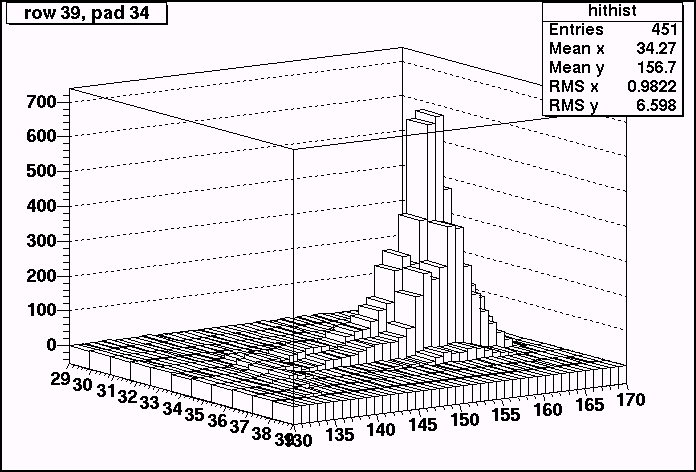 row 39, pad 34
hithist
Entries 451
Mean x 34.27
Mean y 156.7
RMS x 0.9822
RMS y 6.598
700
600
500
400
300
200
100
0
29 30 31 32 33 34 35 36 37 38 39
130 135 140 145 150 155 160 165 170